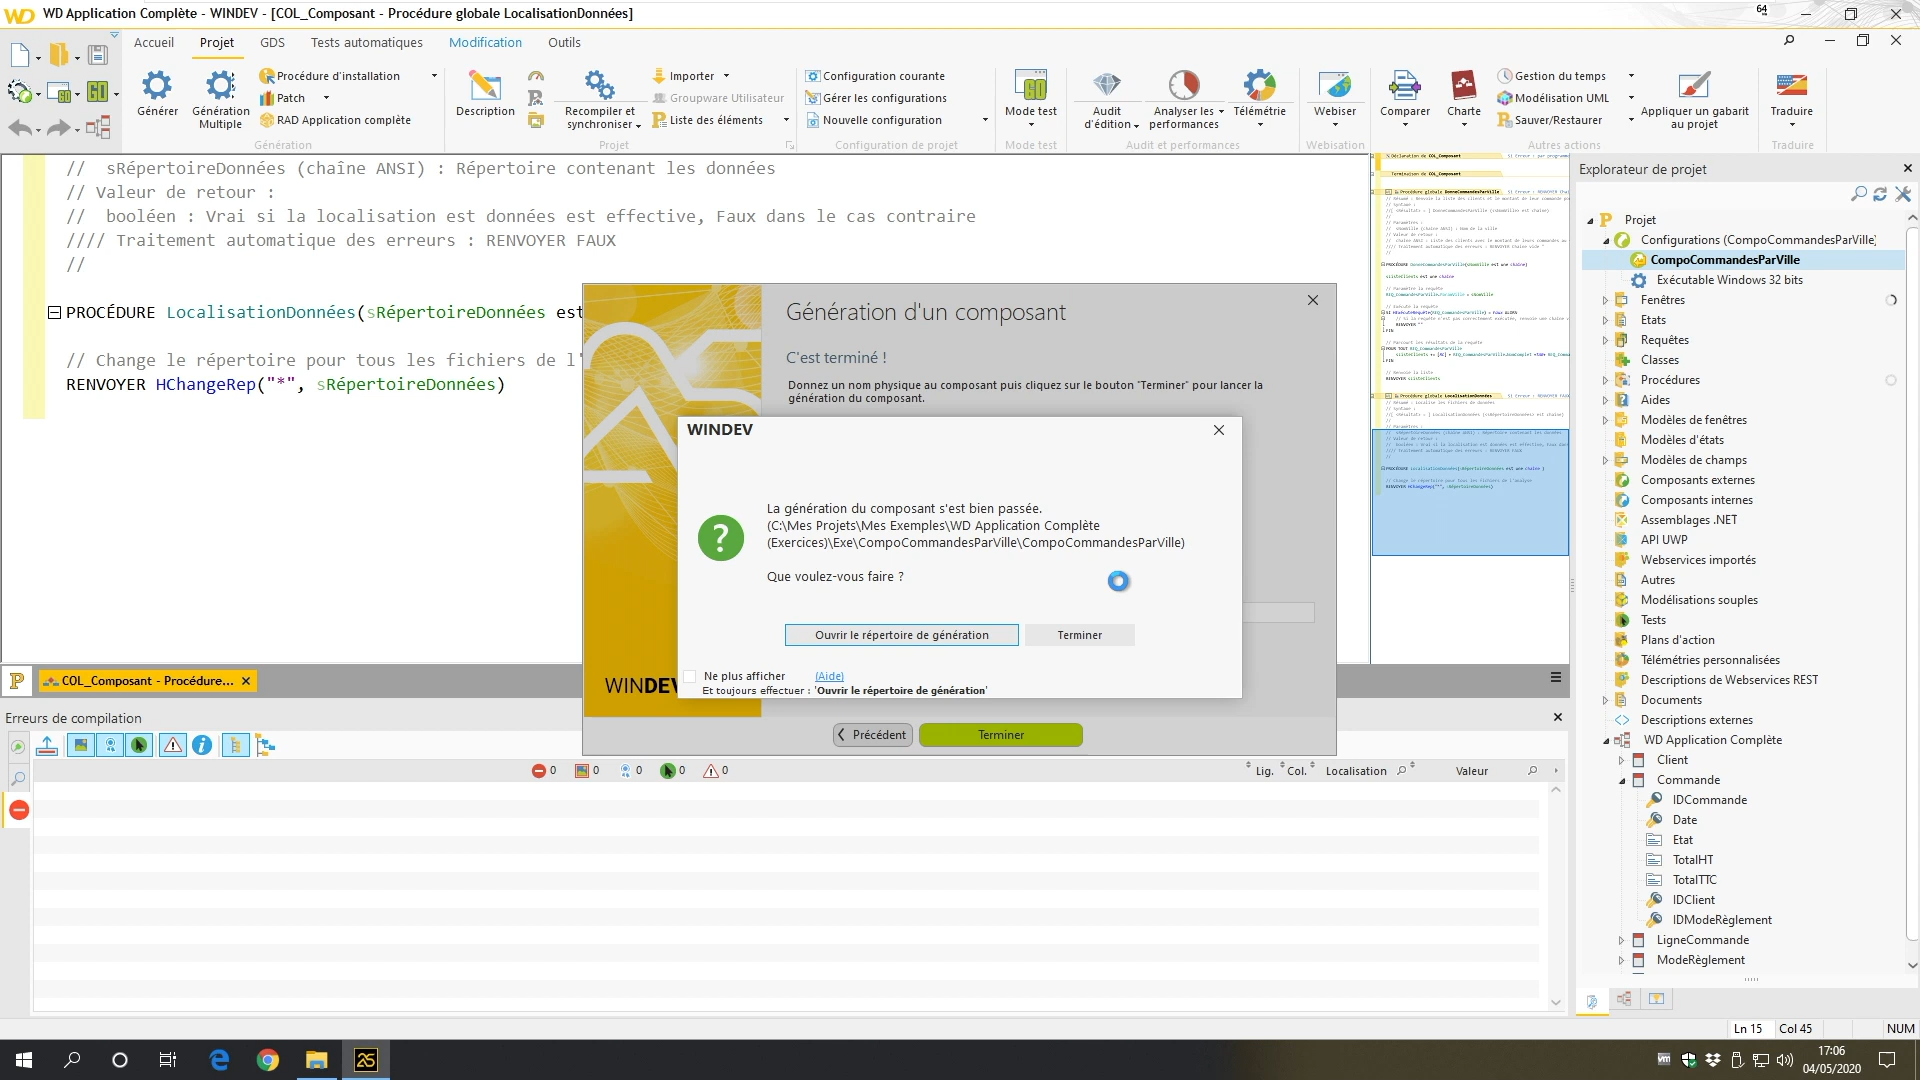 WD Application Complète - WINDEV - [COL_Composant - Procédure globale LocalisationDonnées]
64
Accueil
Projet
GDS
Tests automatiques
Modification
Outils
Générer
Génération Multiple
Procédure d'installation
Patch
RAD Application complète
Génération
Description
Recompiler et synchroniser
Importer
Groupware Utilisateur
Liste des éléments
Projet
Configuration courante
Gérer les configurations
Nouvelle configuration
Configuration de projet
Mode test
Mode test
Audit d'édition
Analyser les performances
Télémétrie
Audit et performances
Webiser
Webisation
Comparer
Charte
Gestion du temps
Modélisation UML
Sauver/Restaurer
Appliquer un gabarit au projet
Autres actions
Traduire
Traduire
// sRépertoireDonnées (chaîne ANSI) : Répertoire contenant les données
// Valeur de retour :
// booléen : Vrai si la localisation est données est effective, Faux dans le cas contraire
//// Traitement automatique des erreurs : RENVOYER FAUX
//
PROCÉDURE LocalisationDonnées(sRépertoireDonnées est
// Change le répertoire pour tous les fichiers de l'
RENVOYER HChangeRep("*", sRépertoireDonnées)
Génération d'un composant
C'est terminé !
Donnez un nom physique au composant puis cliquez sur le bouton "Terminer" pour lancer la
génération du composant.
WINDEV
La génération du composant s'est bien passée.
(C:\Mes Projets\Mes Exemples\WD Application Complète
(Exercices)\Exe\CompoCommandesParVille\CompoCommandesParVille)
Que voulez-vous faire ?
Ouvrir le répertoire de génération
Terminer
Ne plus afficher
(Aide)
Et toujours effectuer : 'Ouvrir le répertoire de génération'
WINDEV
Précédent
Terminer
COL_Composant - Procédure...
Erreurs de compilation
0
0
0
0
0
Lig.
Col.
Localisation
Valeur
Explorateur de projet
Projet
Configurations (CompoCommandesParVille)
CompoCommandesParVille
Exécutable Windows 32 bits
Fenêtres
Etats
Requêtes
Classes
Procédures
Aides
Modèles de fenêtres
Modèles d'états
Modèles de champs
Composants externes
Composants internes
Assemblages .NET
API UWP
Webservices importés
Autres
Modélisations souples
Tests
Plans d'action
Télémétries personnalisées
Descriptions de Webservices REST
Documents
Descriptions externes
WD Application Complète
Client
Commande
IDCommande
Date
Etat
TotalHT
TotalTTC
IDClient
IDModeRèglement
LigneCommande
ModeRèglement
Ln 15
Col 45
NUM
17:06
04/05/2020